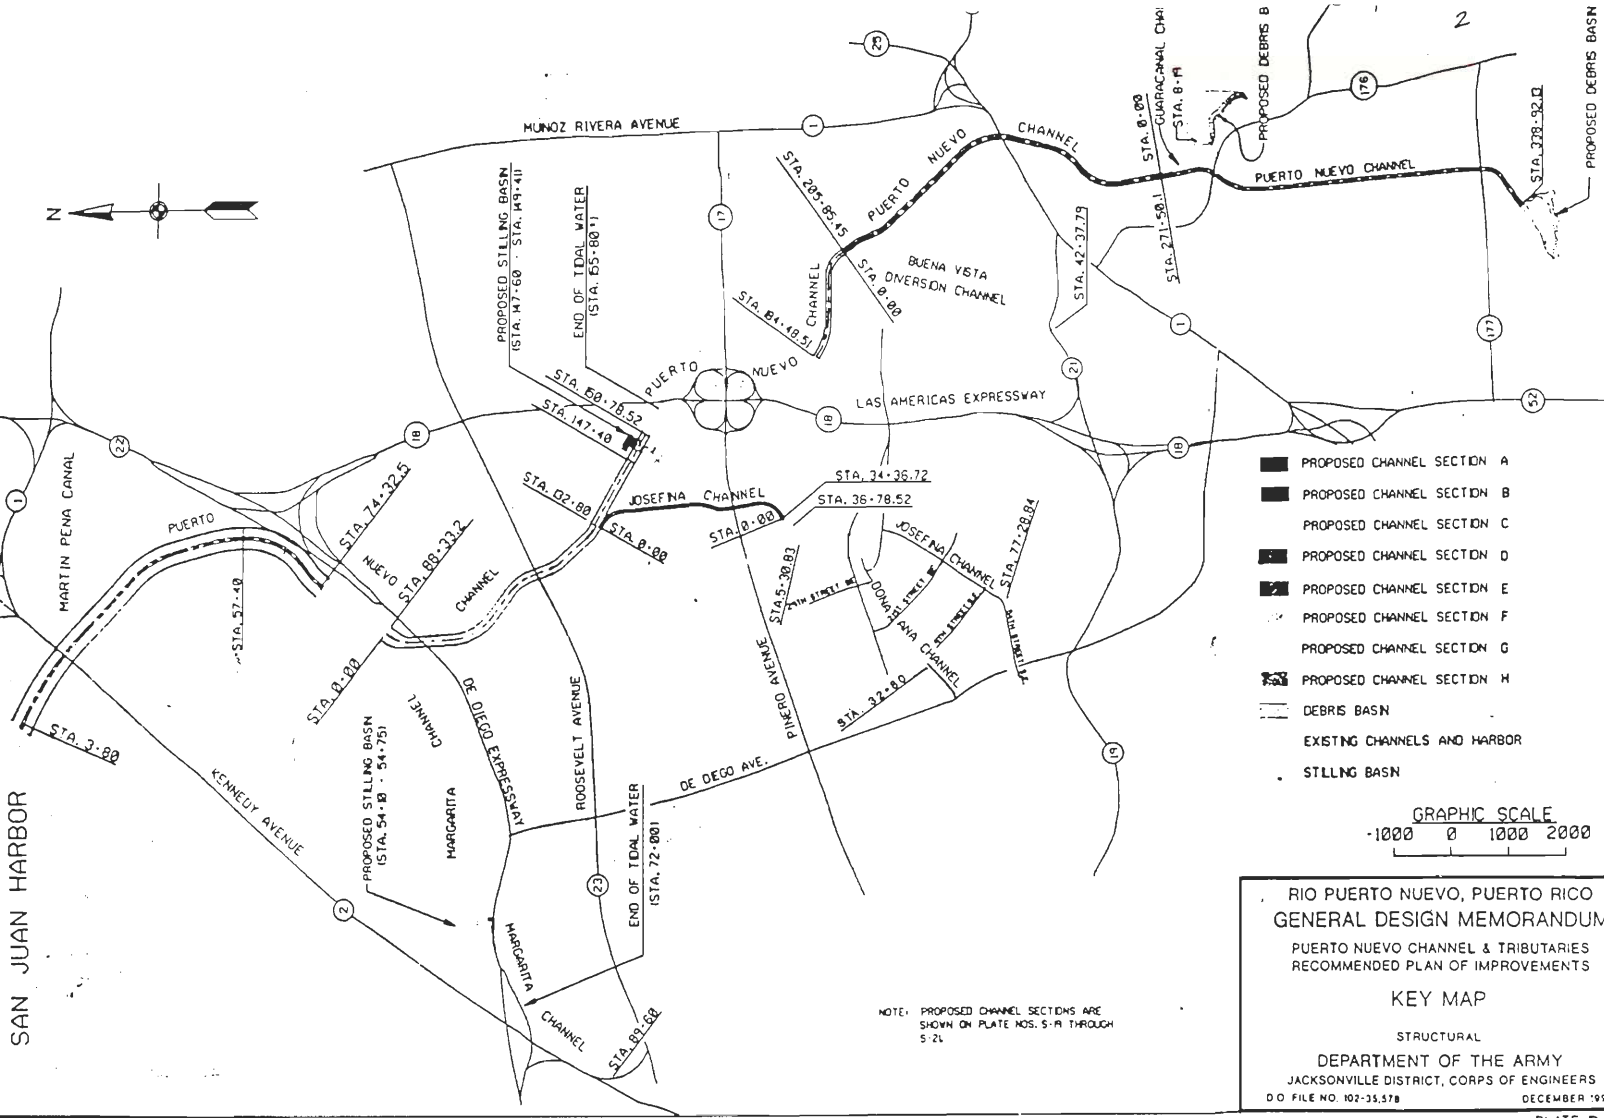 2
25
MUNOZ RIVERA AVENUE
1
176
N
PROPOSED STILLING BASIN
(STA. 147+60 - STA. 149+41)
END OF TIDAL WATER
(STA. 155+80±)
17
STA. 205+85.45
PUERTO NUEVO CHANNEL
STA. 0+00
STA. 8+19
PROPOSED DEBRIS B
STA. 338+92.13
PROPOSED DEBRIS BASIN
PUERTO NUEVO CHANNEL
STA. 271+50.1
STA. 42+37.79
BUENA VISTA
DIVERSION CHANNEL
STA. 0+00
STA. 184+48.51
CHANNEL
PUERTO
NUEVO
1
177
21
52
LAS AMERICAS EXPRESSWAY
18
18
18
22
1
MARTIN PENA CANAL
STA. 150+78.52
STA. 147+40
STA. 132+80
JOSEFINA CHANNEL
STA. 0+00
STA. 0+00
STA. 34+36.72
STA. 36+78.52
JOSEFINA CHANNEL
STA. 77+28.84
STA. 5+30.83
DONA ANA CHANNEL
STA. 32+80
PUERTO
NUEVO
CHANNEL
STA. 74+32.5
STA. 88+33.2
STA. 57+40
STA. 0+00
STA. 3+80
SAN JUAN HARBOR
KENNEDY AVENUE
2
MARGARITA
CHANNEL
DE DIEGO EXPRESSWAY
ROOSEVELT AVENUE
PINERO AVENUE
DE DEGO AVE.
19
23
PROPOSED STILLING BASIN
(STA. 54+18 - 54+75)
END OF TIDAL WATER
(STA. 72+00)
MARGARITA
CHANNEL
STA. 89+60
PROPOSED CHANNEL SECTION A
PROPOSED CHANNEL SECTION B
PROPOSED CHANNEL SECTION C
PROPOSED CHANNEL SECTION D
PROPOSED CHANNEL SECTION E
PROPOSED CHANNEL SECTION F
PROPOSED CHANNEL SECTION G
PROPOSED CHANNEL SECTION H
DEBRIS BASIN
EXISTING CHANNELS AND HARBOR
STILLING BASIN
GRAPHIC SCALE
-1000 0 1000 2000
NOTE: PROPOSED CHANNEL SECTIONS ARE
SHOWN ON PLATE NOS. S-19 THROUGH
S-21.
RIO PUERTO NUEVO, PUERTO RICO
GENERAL DESIGN MEMORANDUM
PUERTO NUEVO CHANNEL & TRIBUTARIES
RECOMMENDED PLAN OF IMPROVEMENTS
KEY MAP
STRUCTURAL
DEPARTMENT OF THE ARMY
JACKSONVILLE DISTRICT, CORPS OF ENGINEERS
D O FILE NO. 102-35,578 DECEMBER 199